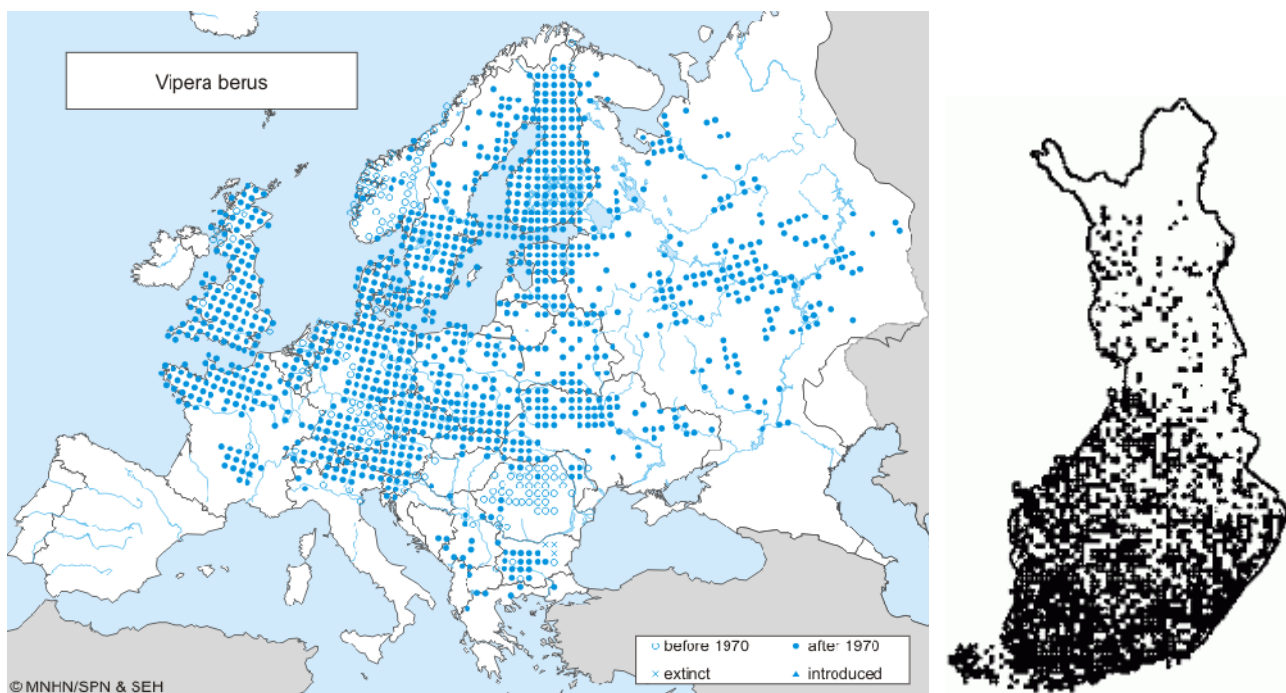 Vipera berus
before 1970
after 1970
extinct
introduced
© MNHN/SPN & SEH